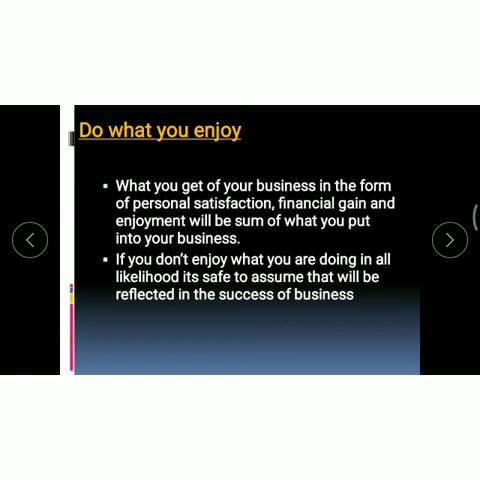 Do what you enjoy
What you get of your business in the form
of personal satisfaction, financial gain and
enjoyment will be sum of what you put
into your business.
If you don't enjoy what you are doing in all
likelihood its safe to assume that will be
reflected in the success of business